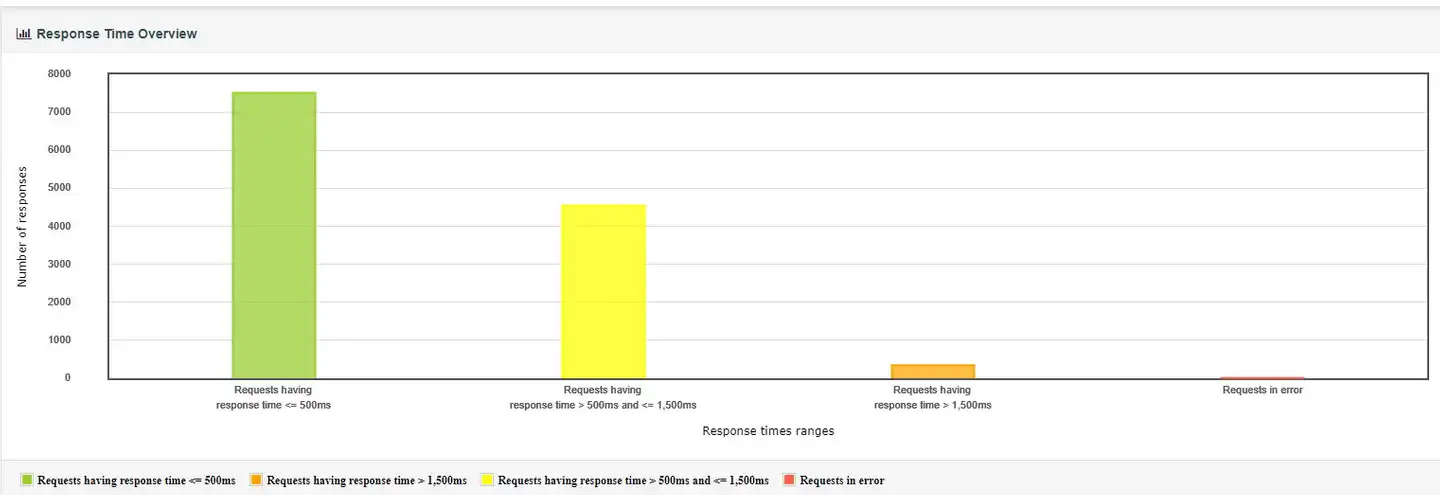 Response Time Overview
8000
7000
6000
5000
4000
3000
2000
1000
0
Number of responses
Requests having
response time <= 500ms
Requests having
response time > 500ms and <= 1,500ms
Requests having
response time > 1,500ms
Requests in error
Response times ranges
Requests having response time <= 500ms Requests having response time > 1,500ms Requests having response time > 500ms and <= 1,500ms Requests in error